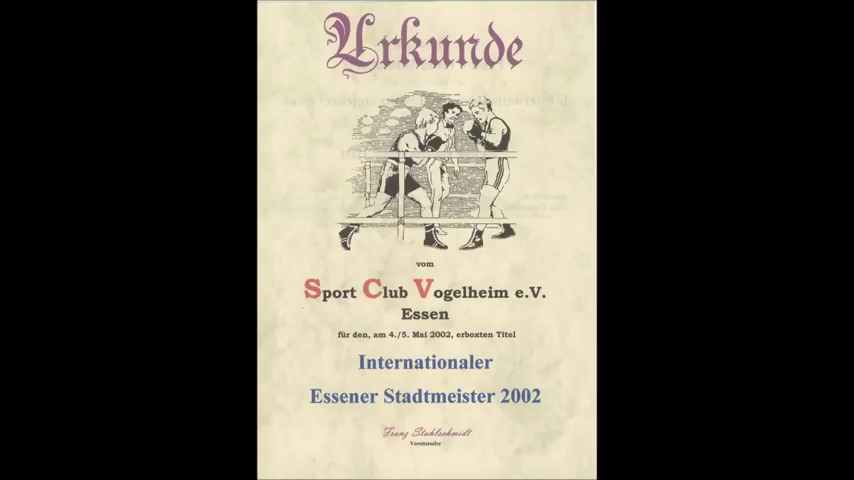 Urkunde
vom
Sport Club Vogelheim e.V.
Essen
für den, am 4./5. Mai 2002, erboxten Titel
Internationaler
Essener Stadtmeister 2002
Franz Stahlschmidt
Vorsitzender